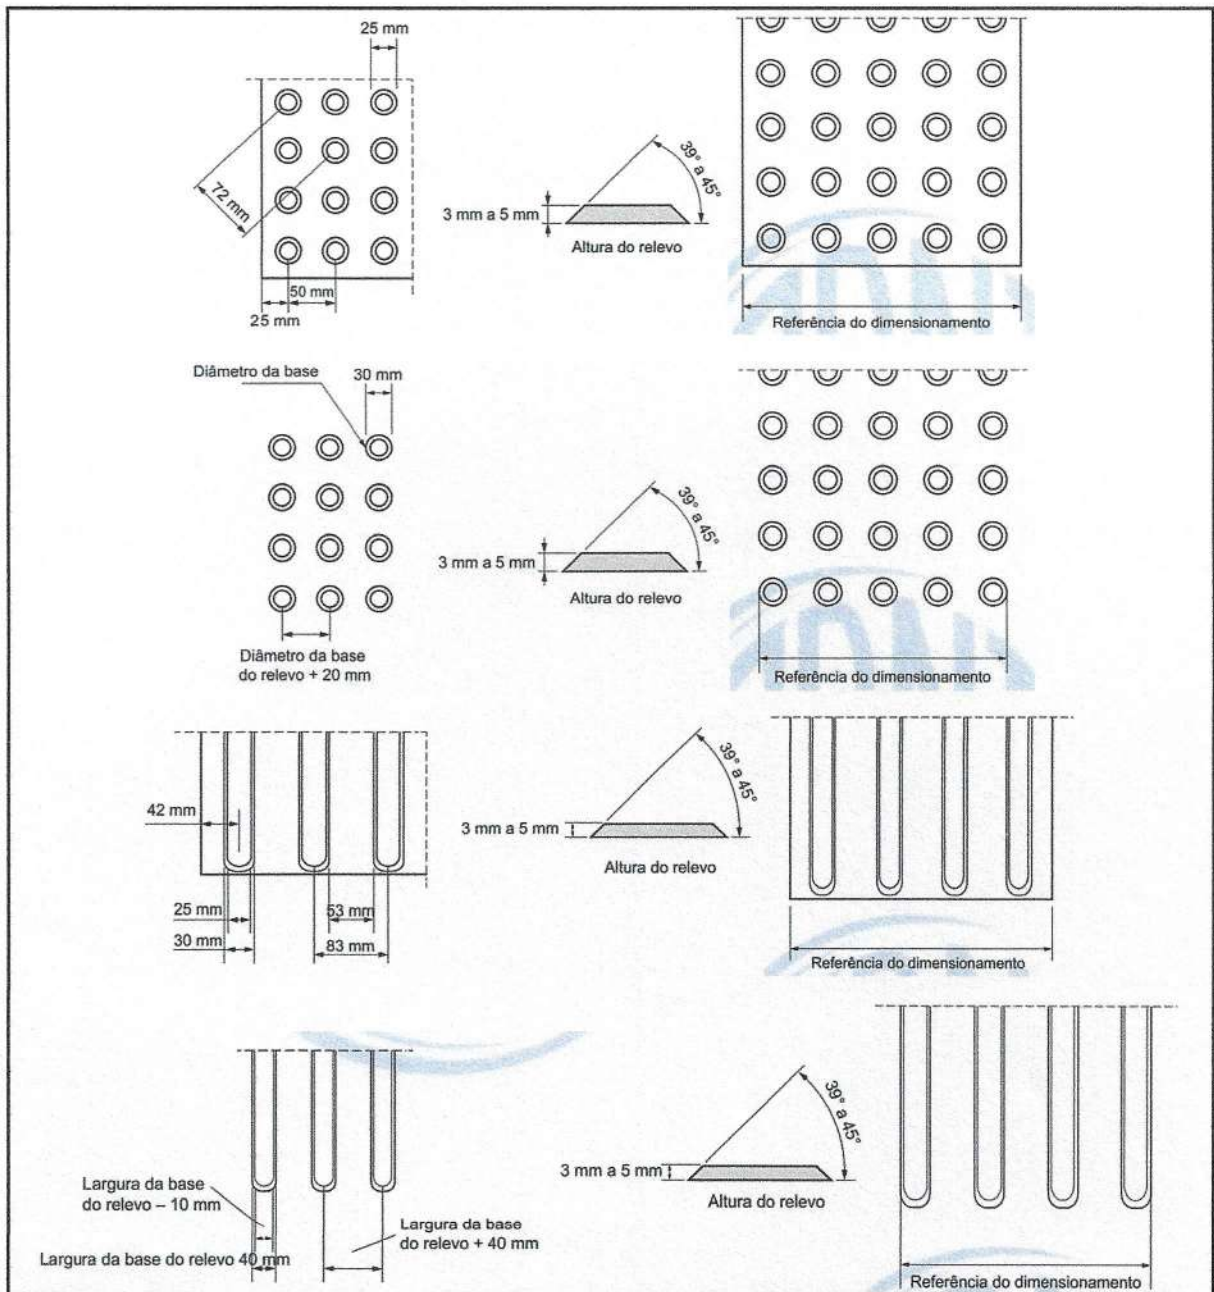 25 mm
72 mm
50 mm
25 mm
3 mm a 5 mm
39° a 45°
Altura do relevo
Referência do dimensionamento
Diâmetro da base
30 mm
Diâmetro da base
do relevo + 20 mm
3 mm a 5 mm
39° a 45°
Altura do relevo
Referência do dimensionamento
42 mm
25 mm
30 mm
53 mm
83 mm
3 mm a 5 mm
39° a 45°
Altura do relevo
Referência do dimensionamento
Largura da base
do relevo – 10 mm
Largura da base do relevo 40 mm
Largura da base
do relevo + 40 mm
3 mm a 5 mm
39° a 45°
Altura do relevo
Referência do dimensionamento